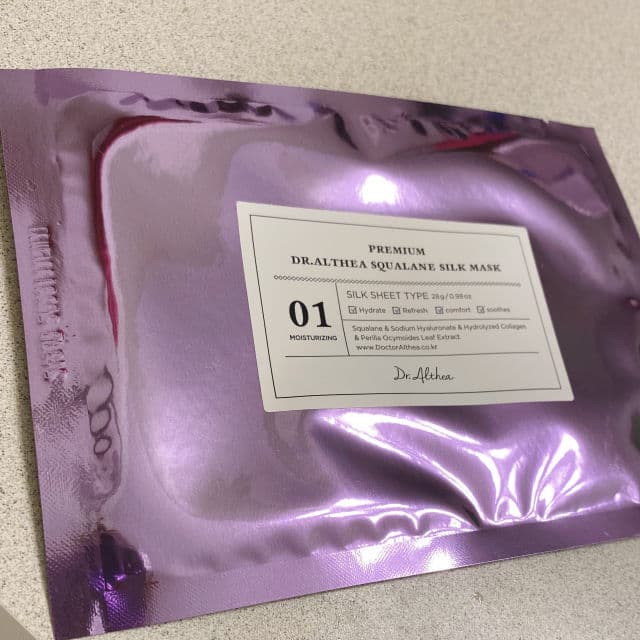 PREMIUM
DR.ALTHEA SQUALANE SILK MASK
01
MOISTURIZING
SILK SHEET TYPE 28g/0.98oz
Hydrate Refresh comfort soothes
Squalane & Sodium Hyaluronate & Hydrolyzed Collagen
& Perilla Ocymoides Leaf Extract
www.DoctorAlthea.co.kr
Dr.Althea